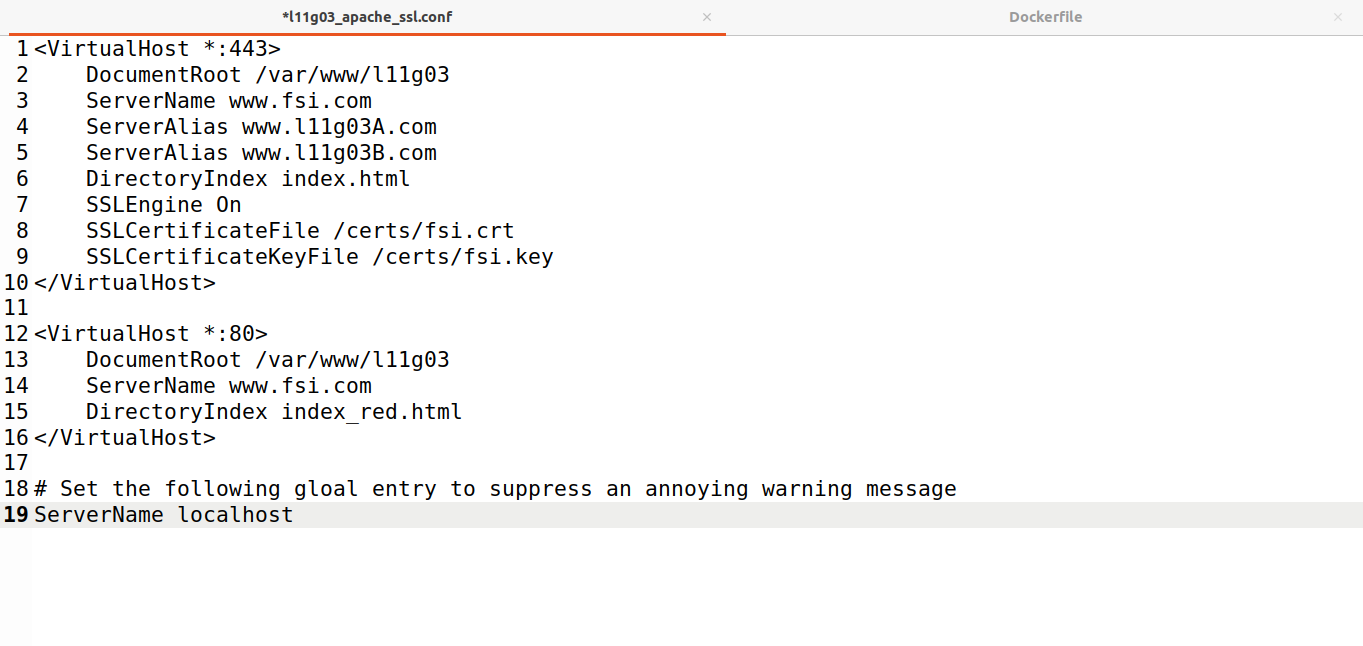 *l11g03_apache_ssl.conf × Dockerfile ×
1 <VirtualHost *:443>
2     DocumentRoot /var/www/l11g03
3     ServerName www.fsi.com
4     ServerAlias www.l11g03A.com
5     ServerAlias www.l11g03B.com
6     DirectoryIndex index.html
7     SSLEngine On
8     SSLCertificateFile /certs/fsi.crt
9     SSLCertificateKeyFile /certs/fsi.key
10 </VirtualHost>
11
12 <VirtualHost *:80>
13     DocumentRoot /var/www/l11g03
14     ServerName www.fsi.com
15     DirectoryIndex index_red.html
16 </VirtualHost>
17
18 # Set the following gloal entry to suppress an annoying warning message
19 ServerName localhost